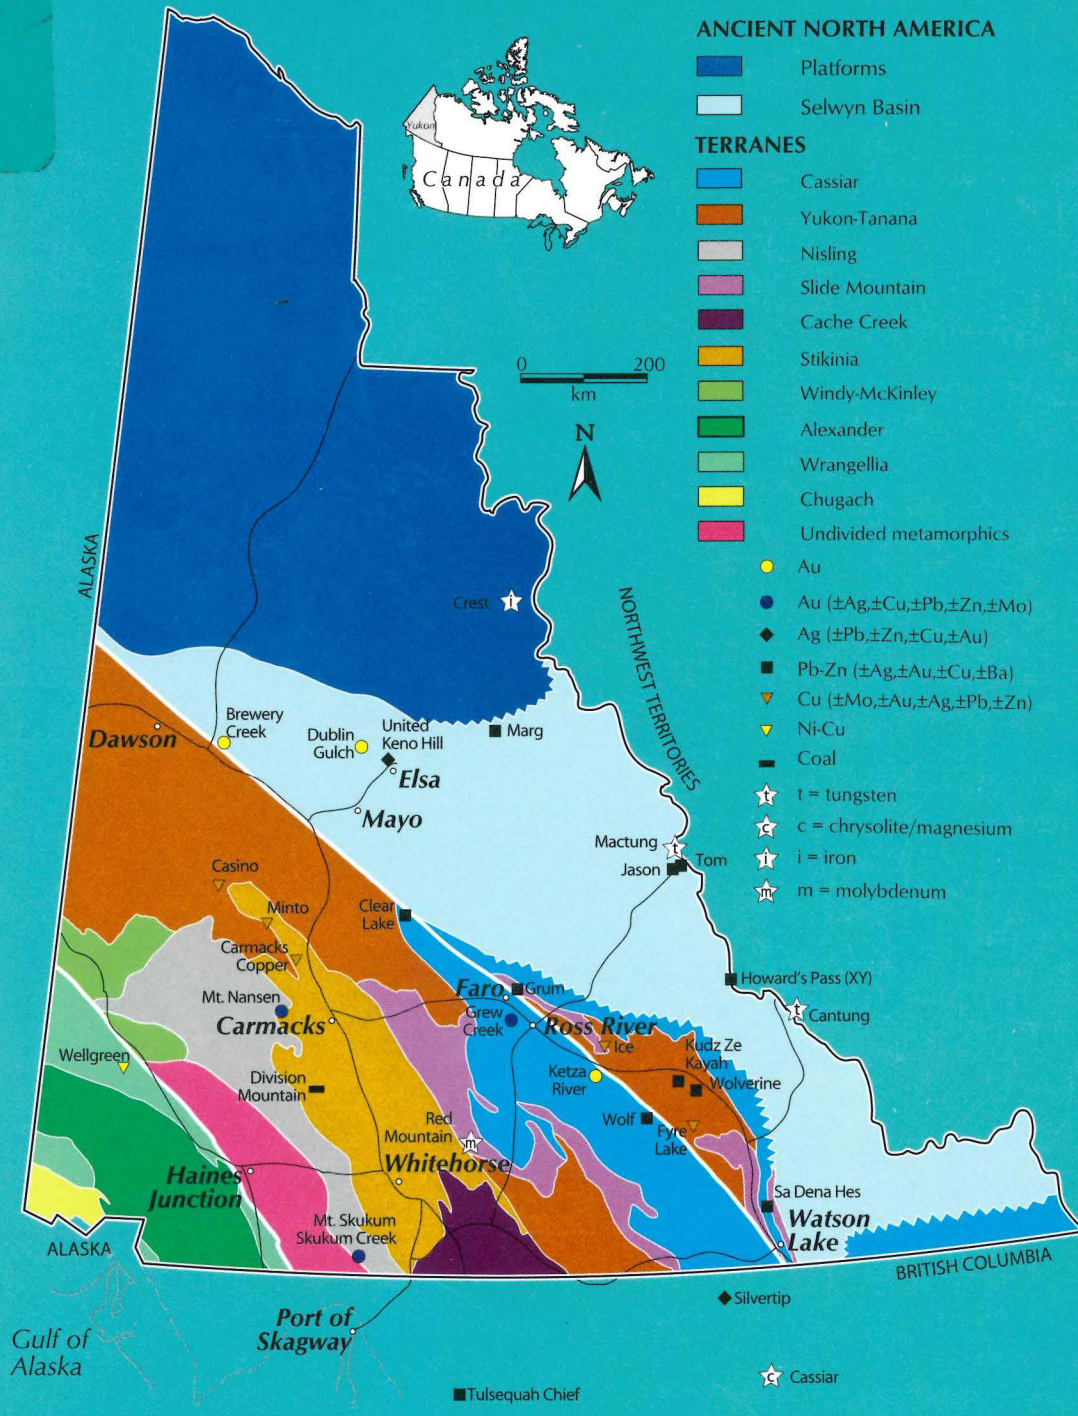 ANCIENT NORTH AMERICA
Platforms
Selwyn Basin
TERRANES
Cassiar
Yukon-Tanana
Nisling
Slide Mountain
Cache Creek
Stikinia
Windy-McKinley
Alexander
Wrangellia
Chugach
Undivided metamorphics
Au
Au (±Ag,±Cu,±Pb,±Zn,±Mo)
Ag (±Pb,±Zn,±Cu,±Au)
Pb-Zn (±Ag,±Au,±Cu,±Ba)
Cu (±Mo,±Au,±Ag,±Pb,±Zn)
Ni-Cu
Coal
t t = tungsten
c c = chrysolite/magnesium
i i = iron
m m = molybdenum
Yukon
Canada
0 200
km
N
ALASKA
NORTHWEST TERRITORIES
Crest i
Brewery
Creek
Dawson
Dublin
Gulch
United
Keno Hill
Elsa
Marg
Mayo
Mactung t
Jason
Tom
Casino
Minto
Clear
Lake
Carmacks
Copper
Mt. Nansen
Carmacks
Faro
Grum
Grew
Creek
Ross River
Ice
Howard's Pass (XY)
t
Cantung
Kudz Ze
Kayah
Wolverine
Wellgreen
Division
Mountain
Ketza
River
Wolf
Fyre
Lake
Red
Mountain m
Whitehorse
Haines
Junction
Mt. Skukum
Skukum Creek
Sa Dena Hes
Watson
Lake
ALASKA
BRITISH COLUMBIA
Silvertip
Port of
Skagway
Gulf of
Alaska
c Cassiar
Tulsequah Chief